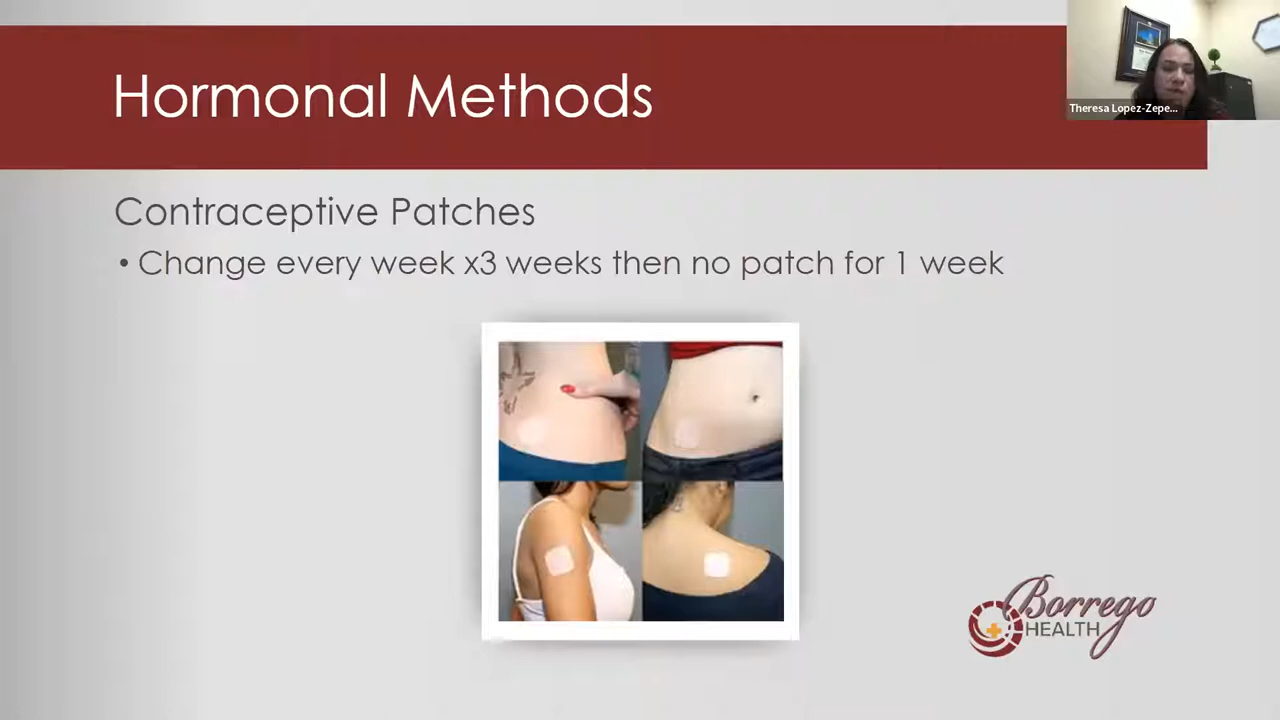 Hormonal Methods
Theresa Lopez-Zepe...
Contraceptive Patches
• Change every week x3 weeks then no patch for 1 week
Borrego
HEALTH